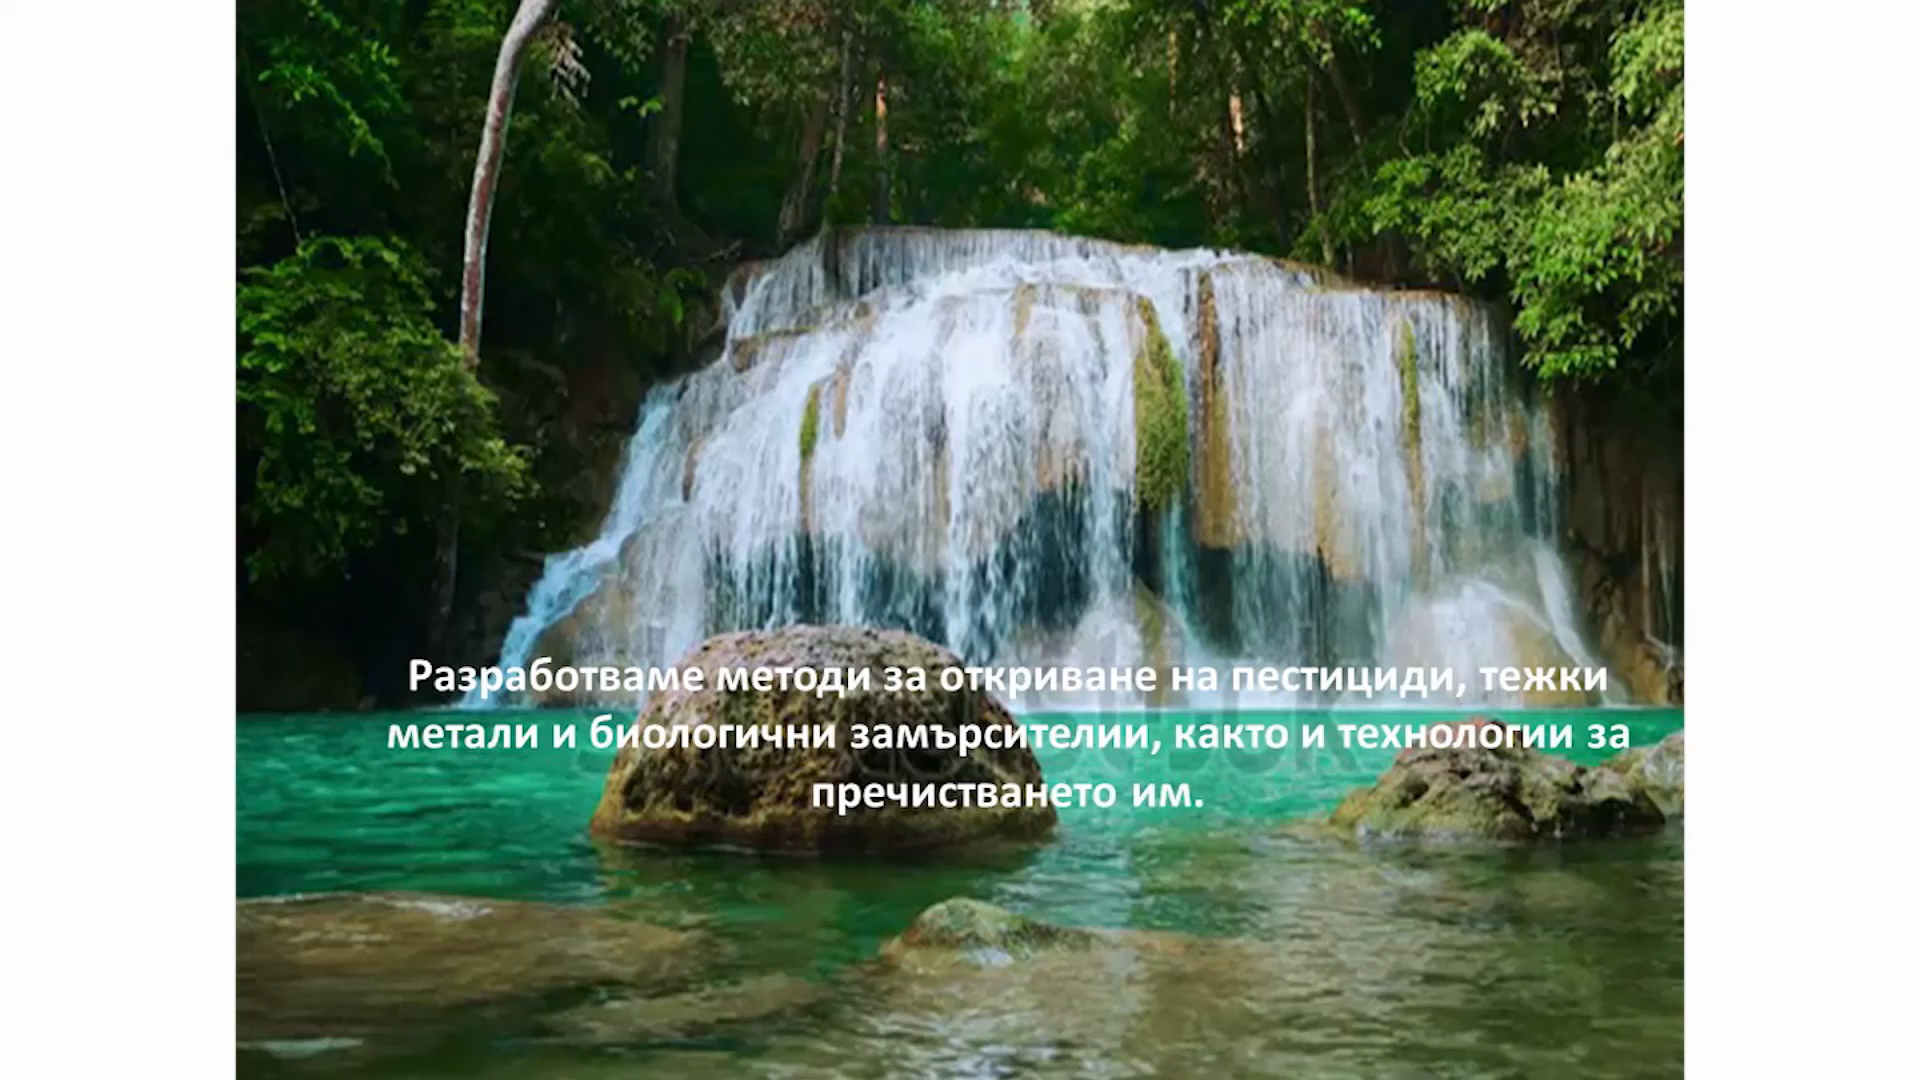 Разработваме методи за откриване на пестициди, тежки
метали и биологични замърсителии, както и технологии за
пречистването им.